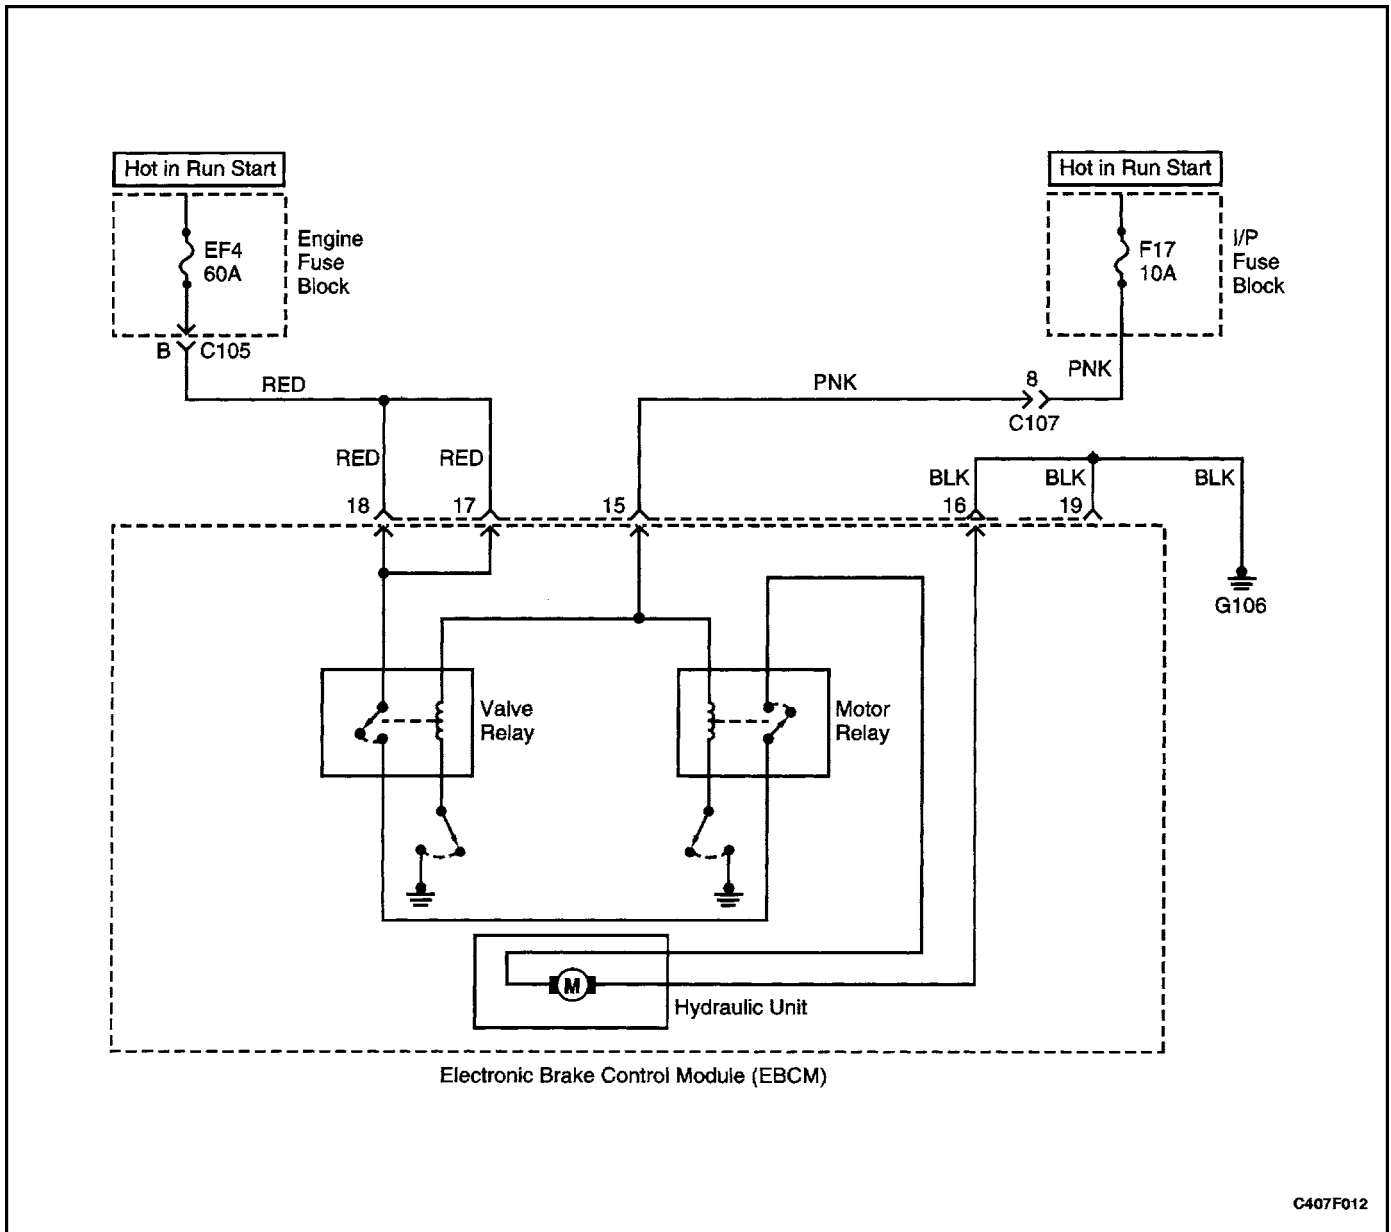 Hot in Run Start
Hot in Run Start
EF4
60A
Engine
Fuse
Block
F17
10A
I/P
Fuse
Block
B
C105
PNK
RED
PNK
8
C107
RED
RED
BLK
BLK
BLK
18
17
15
16
19
G106
Valve
Relay
Motor
Relay
M
Hydraulic Unit
Electronic Brake Control Module (EBCM)
C407F012